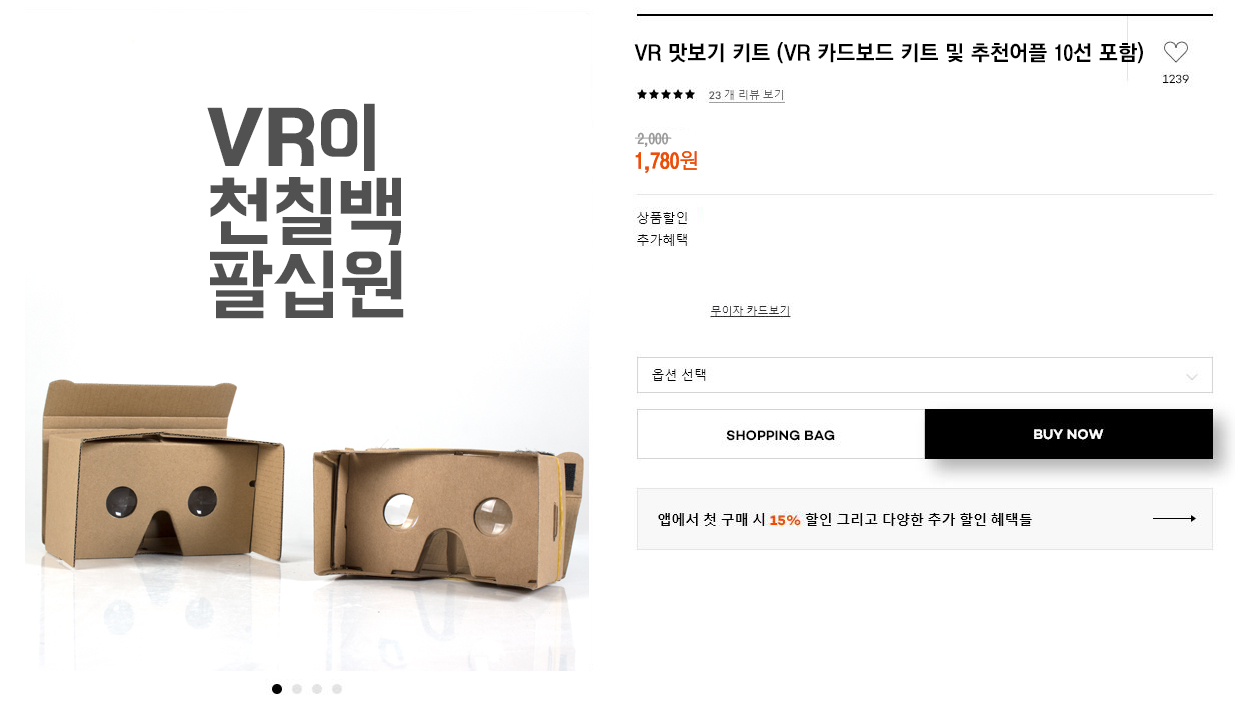 VR이
천칠백
팔십원
VR 맛보기 키트 (VR 카드보드 키트 및 추천어플 10선 포함)
1239
★★★★★ 23 개 리뷰 보기
2,000
1,780원
상품할인
추가혜택
무이자 카드보기
옵션 선택
SHOPPING BAG
BUY NOW
앱에서 첫 구매 시 15% 할인 그리고 다양한 추가 할인 혜택들